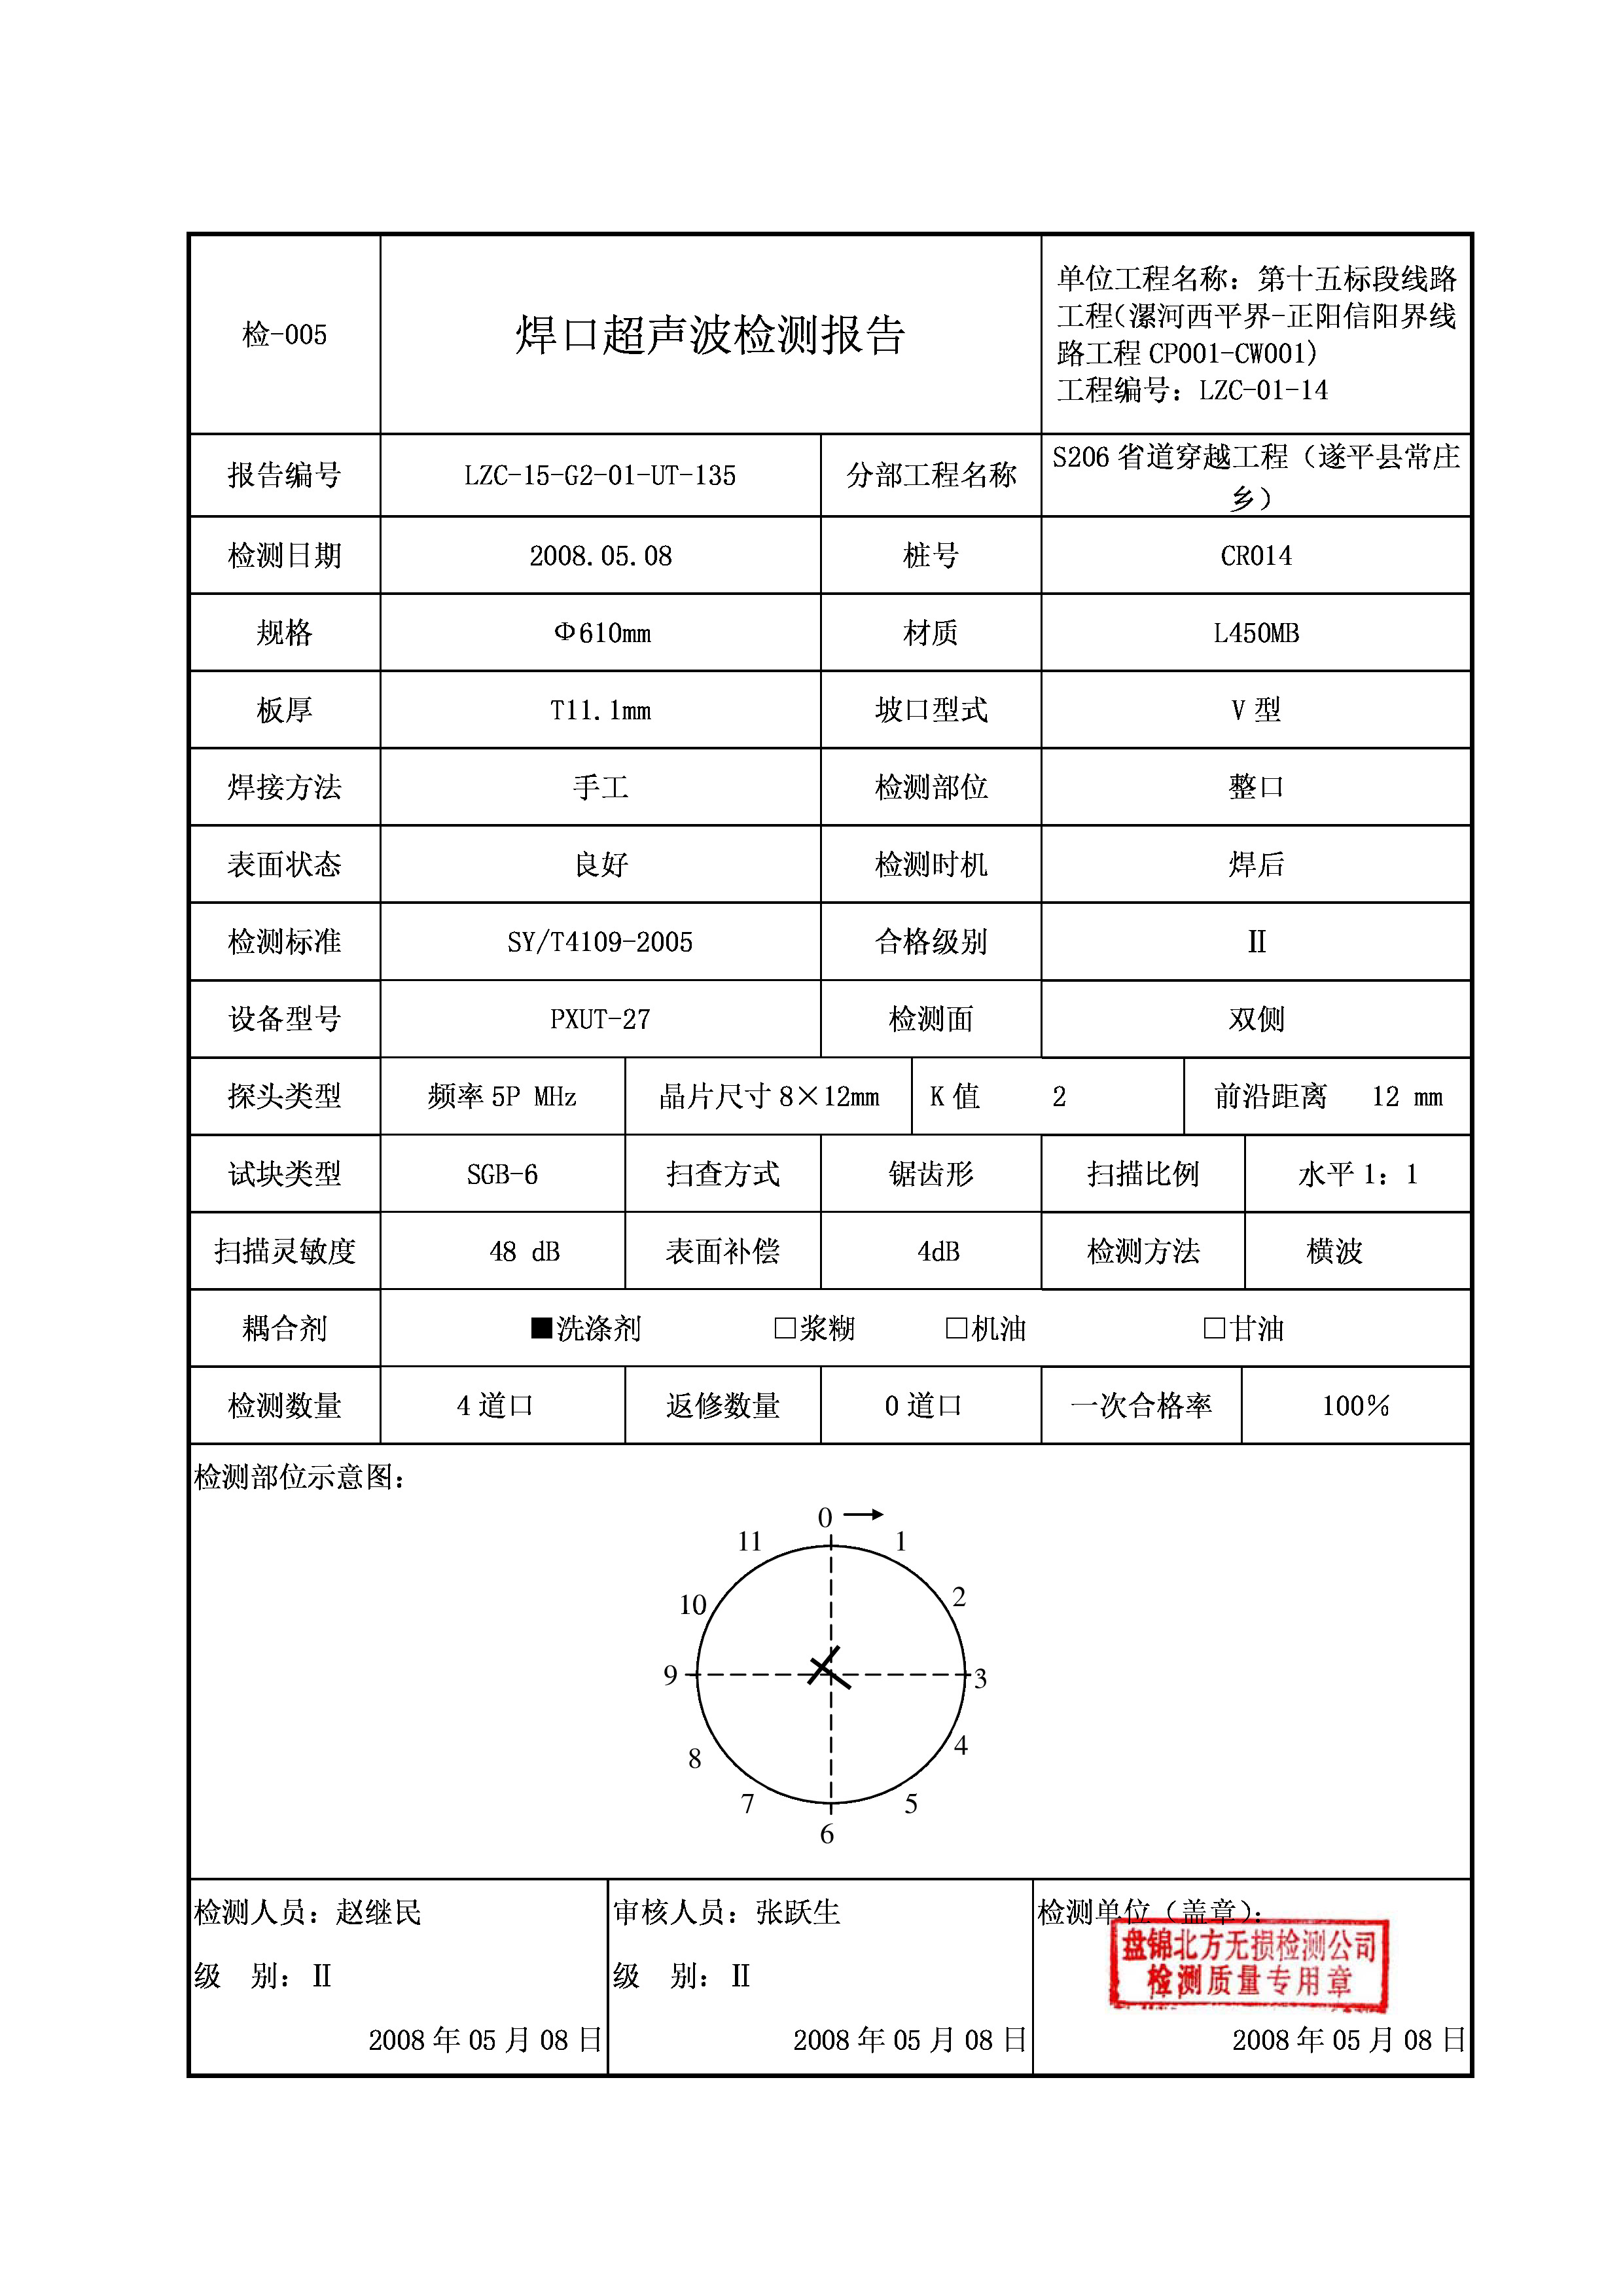 检-005
焊口超声波检测报告
单位工程名称：第十五标段线路
工程(漯河西平界-正阳信阳界线
路工程 CP001-CW001)
工程编号：LZC-01-14
报告编号 LZC-15-G2-01-UT-135 分部工程名称 S206 省道穿越工程（遂平县常庄
乡）
检测日期 2008.05.08 桩号 CR014
规格 Φ610mm 材质 L450MB
板厚 T11.1mm 坡口型式 V 型
焊接方法 手工 检测部位 整口
表面状态 良好 检测时机 焊后
检测标准 SY/T4109-2005 合格级别 Ⅱ
设备型号 PXUT-27 检测面 双侧
探头类型 频率 5P MHz 晶片尺寸 8×12mm K 值 2 前沿距离 12 mm
试块类型 SGB-6 扫查方式 锯齿形 扫描比例 水平 1：1
扫描灵敏度 48 dB 表面补偿 4dB 检测方法 横波
耦合剂 ■洗涤剂 □浆糊 □机油 □甘油
检测数量 4 道口 返修数量 0 道口 一次合格率 100%
检测部位示意图：
0
11 1
10 2
9 3
8 4
7 5
6
检测人员：赵继民 审核人员：张跃生 检测单位（盖章）：
盘锦北方无损检测公司
检测质量专用章
级 别：Ⅱ 级 别：Ⅱ
2008 年 05 月 08 日 2008 年 05 月 08 日 2008 年 05 月 08 日